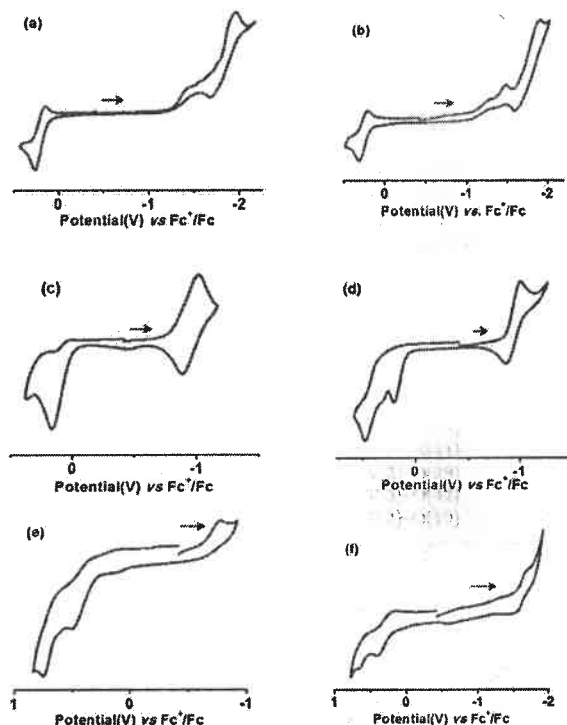 (a)
(b)
0 -1 -2
0 -1 -2
Potential(V) vs Fc⁺/Fc
Potential(V) vs. Fc⁺/Fc
(c)
(d)
0 -1
0 -1
Potential(V) vs Fc⁺/Fc
Potential(V) vs Fc⁺/Fc
(e)
(f)
1 0 -1
1 0 -1 -2
Potential(V) vs Fc⁺/Fc
Potential(V) vs Fc⁺/Fc